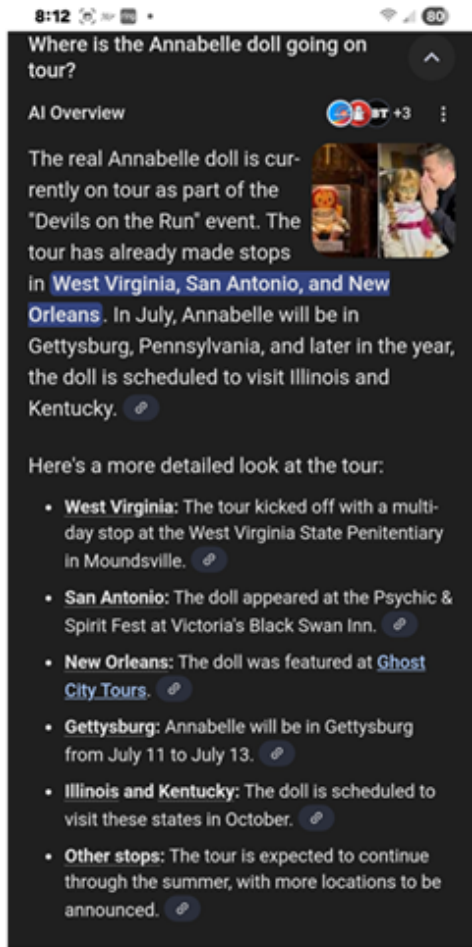 8:12
80
Where is the Annabelle doll going on
tour?
AI Overview
BT +3
The real Annabelle doll is cur-
rently on tour as part of the
"Devils on the Run" event. The
tour has already made stops
in West Virginia, San Antonio, and New
Orleans. In July, Annabelle will be in
Gettysburg, Pennsylvania, and later in the year,
the doll is scheduled to visit Illinois and
Kentucky.
Here's a more detailed look at the tour:
• West Virginia: The tour kicked off with a multi-
day stop at the West Virginia State Penitentiary
in Moundsville.
• San Antonio: The doll appeared at the Psychic &
Spirit Fest at Victoria's Black Swan Inn.
• New Orleans: The doll was featured at Ghost
City Tours.
• Gettysburg: Annabelle will be in Gettysburg
from July 11 to July 13.
• Illinois and Kentucky: The doll is scheduled to
visit these states in October.
• Other stops: The tour is expected to continue
through the summer, with more locations to be
announced.